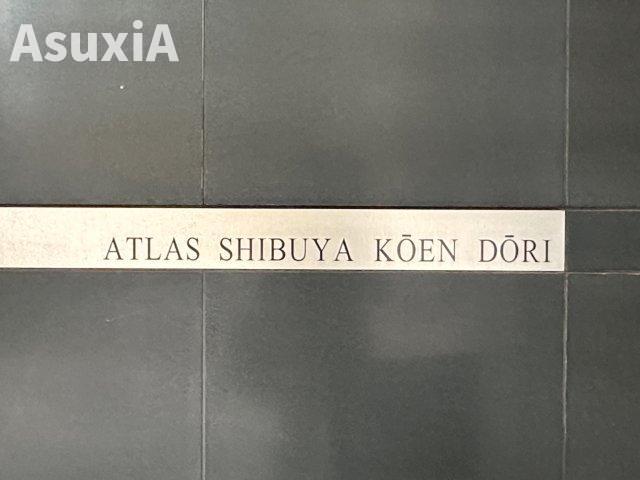 AsuxiA
ATLAS SHIBUYA KŌEN DŌRI